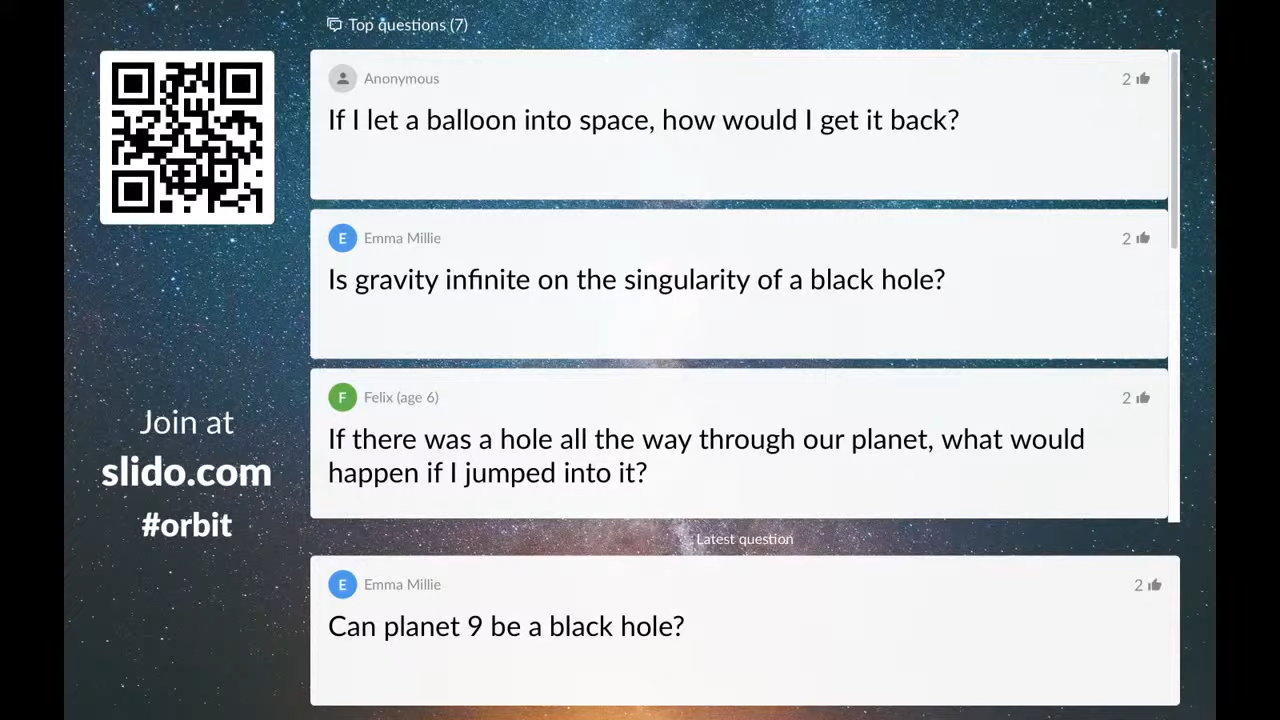 Top questions (7)
Anonymous
2
If I let a balloon into space, how would I get it back?
E
Emma Millie
2
Is gravity infinite on the singularity of a black hole?
F
Felix (age 6)
2
If there was a hole all the way through our planet, what would
happen if I jumped into it?
Join at
slido.com
#orbit
Latest question
E
Emma Millie
2
Can planet 9 be a black hole?